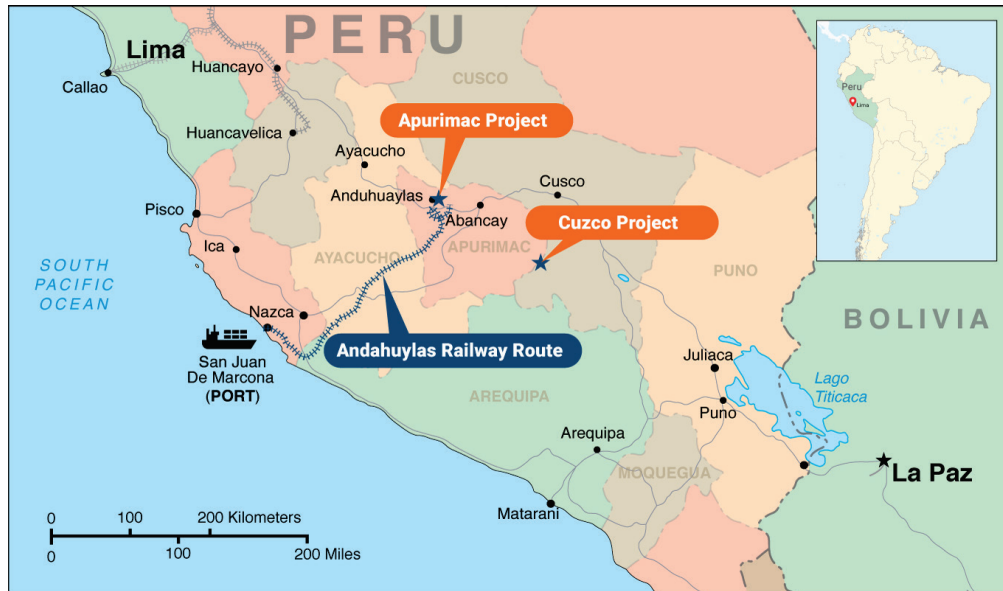 PERU
Lima
Callao
Huancayo
CUSCO
Huancavelica
Apurimac Project
Ayacucho
Anduhuaylas
Cusco
Pisco
Abancay
Cuzco Project
Ica
AYACUCHO
APURIMAC
PUNO
SOUTH
PACIFIC
OCEAN
Nazca
BOLIVIA
San Juan
De Marcona
(PORT)
Andahuylas Railway Route
Juliaca
Lago
Titicaca
AREQUIPA
Puno
Arequipa
MOQUEGUA
La Paz
Matarani
0 100 200 Kilometers
0 100 200 Miles
Peru
Lima